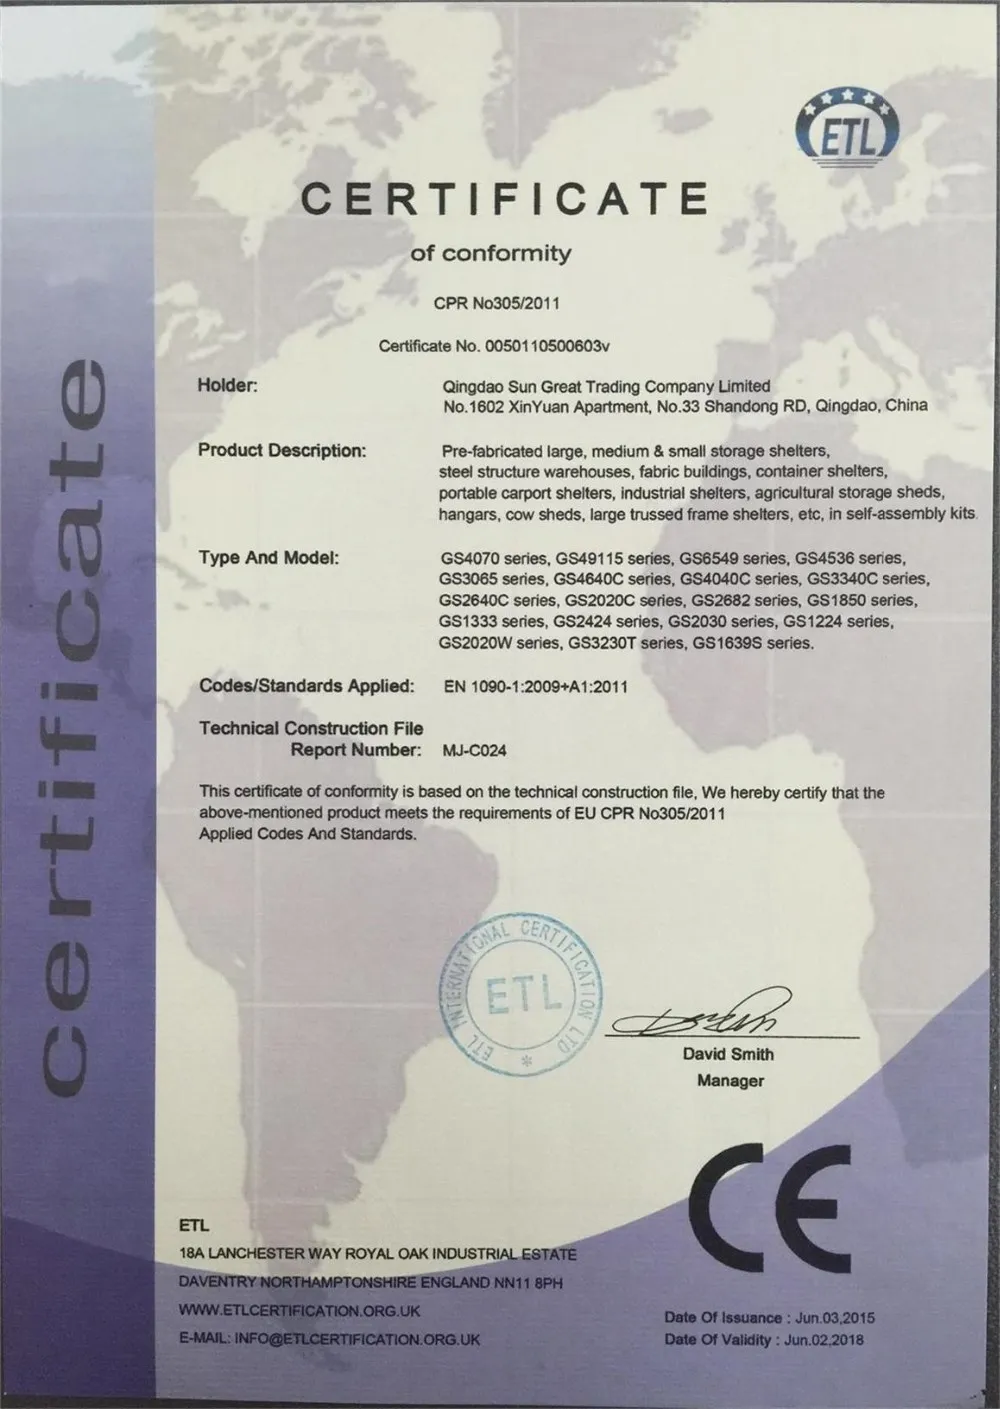 ETL
CERTIFICATE
of conformity
CPR No305/2011
Certificate No. 0050110500603v
Holder: Qingdao Sun Great Trading Company Limited
No.1602 XinYuan Apartment, No.33 Shandong RD, Qingdao, China
Product Description: Pre-fabricated large, medium & small storage shelters,
steel structure warehouses, fabric buildings, container shelters,
portable carport shelters, industrial shelters, agricultural storage sheds,
hangars, cow sheds, large trussed frame shelters, etc, in self-assembly kits.
Type And Model: GS4070 series, GS49115 series, GS6549 series, GS4536 series,
GS3065 series, GS4640C series, GS4040C series, GS3340C series,
GS2640C series, GS2020C series, GS2682 series, GS1850 series,
GS1333 series, GS2424 series, GS2030 series, GS1224 series,
GS2020W series, GS3230T series, GS1639S series.
Codes/Standards Applied: EN 1090-1:2009+A1:2011
Technical Construction File
Report Number: MJ-C024
This certificate of conformity is based on the technical construction file, We hereby certify that the
above-mentioned product meets the requirements of EU CPR No305/2011
Applied Codes And Standards.
ETL INTERNATIONAL CERTIFICATION LTD
ETL
*
David Smith
Manager
CE
ETL
18A LANCHESTER WAY ROYAL OAK INDUSTRIAL ESTATE
DAVENTRY NORTHAMPTONSHIRE ENGLAND NN11 8PH
WWW.ETLCERTIFICATION.ORG.UK
E-MAIL: INFO@ETLCERTIFICATION.ORG.UK
Date Of Issuance : Jun.03,2015
Date Of Validity : Jun.02,2018
certificate